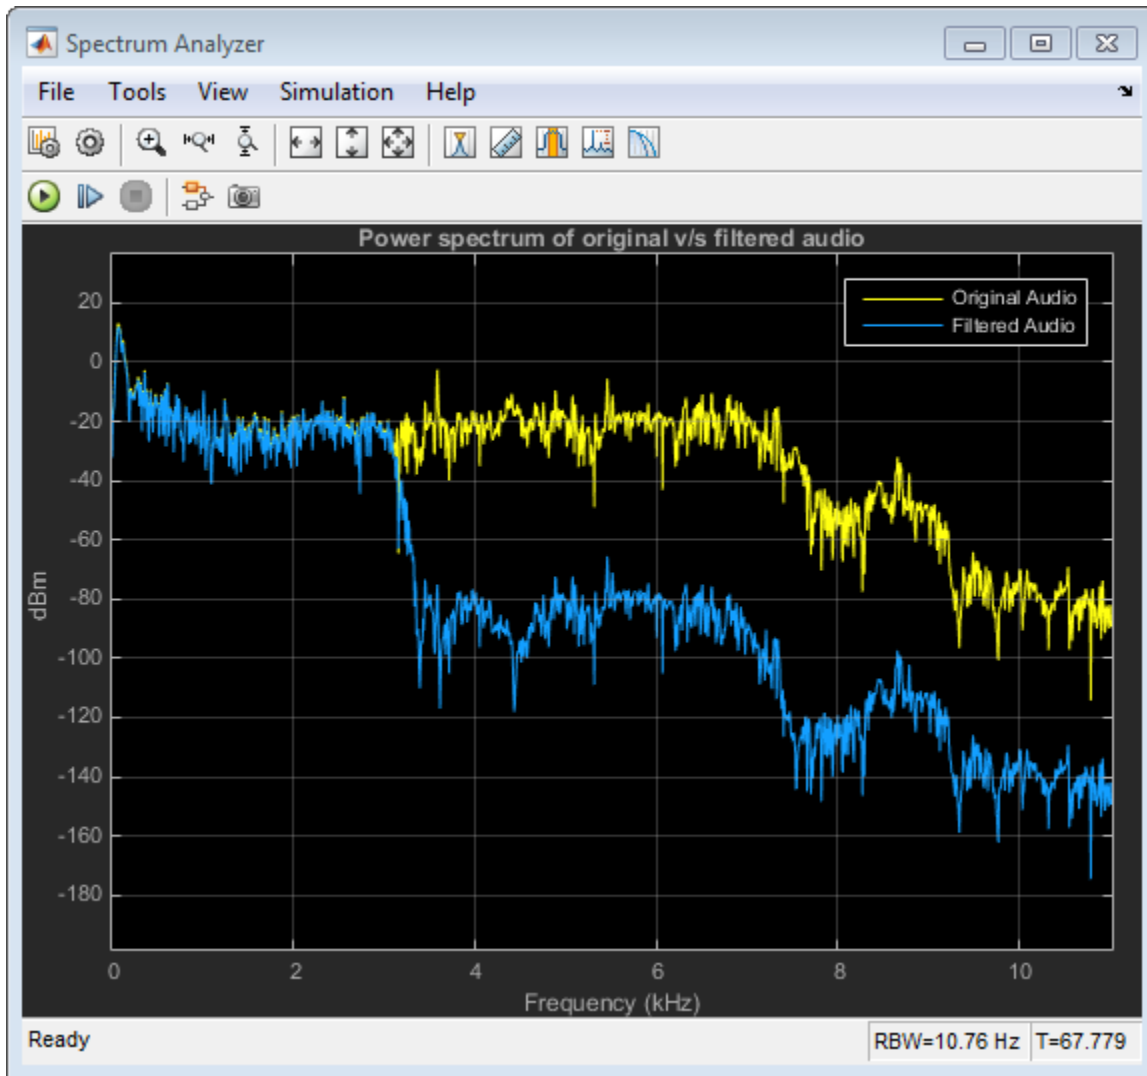 Spectrum Analyzer
File Tools View Simulation Help
Power spectrum of original v/s filtered audio
Original Audio
Filtered Audio
20
0
-20
-40
-60
-80
-100
-120
-140
-160
-180
dBm
0 2 4 6 8 10
Frequency (kHz)
Ready RBW=10.76 Hz T=67.779